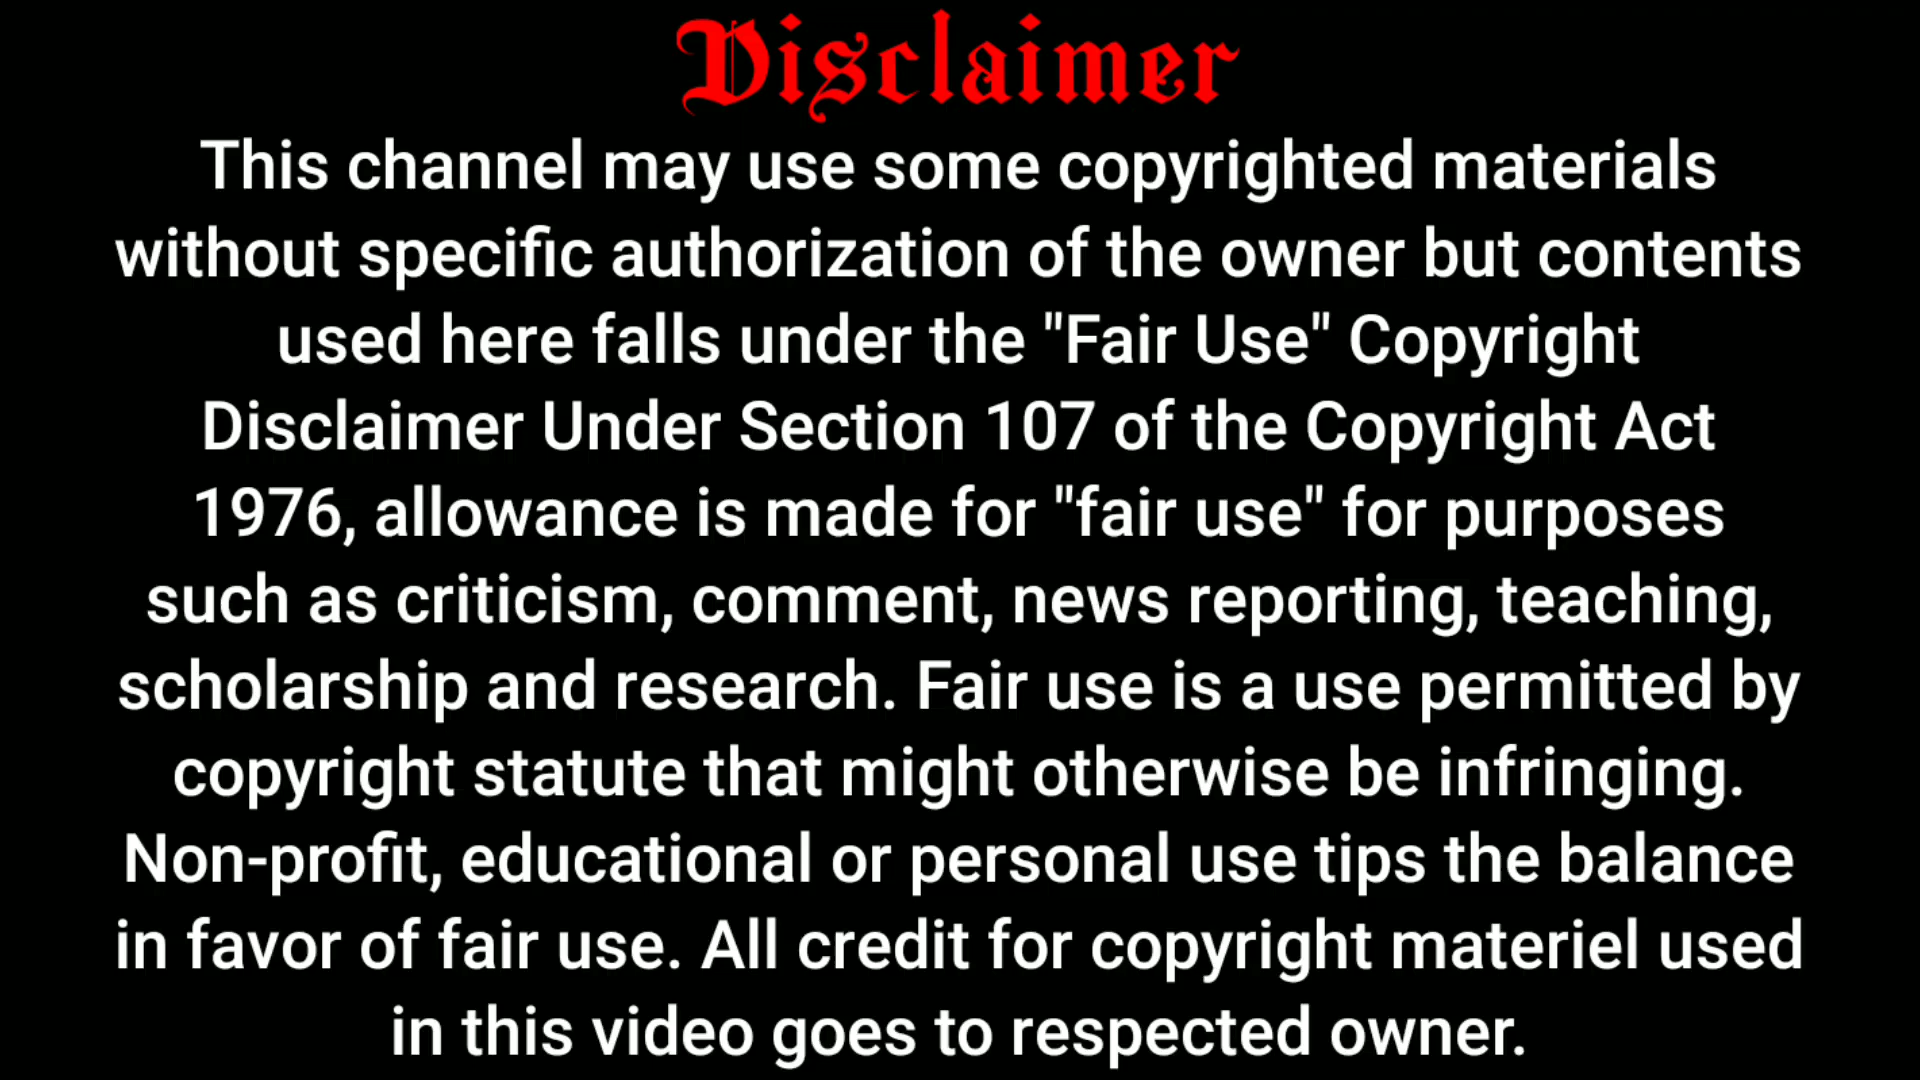 Disclaimer
This channel may use some copyrighted materials
without specific authorization of the owner but contents
used here falls under the "Fair Use" Copyright
Disclaimer Under Section 107 of the Copyright Act
1976, allowance is made for "fair use" for purposes
such as criticism, comment, news reporting, teaching,
scholarship and research. Fair use is a use permitted by
copyright statute that might otherwise be infringing.
Non-profit, educational or personal use tips the balance
in favor of fair use. All credit for copyright materiel used
in this video goes to respected owner.